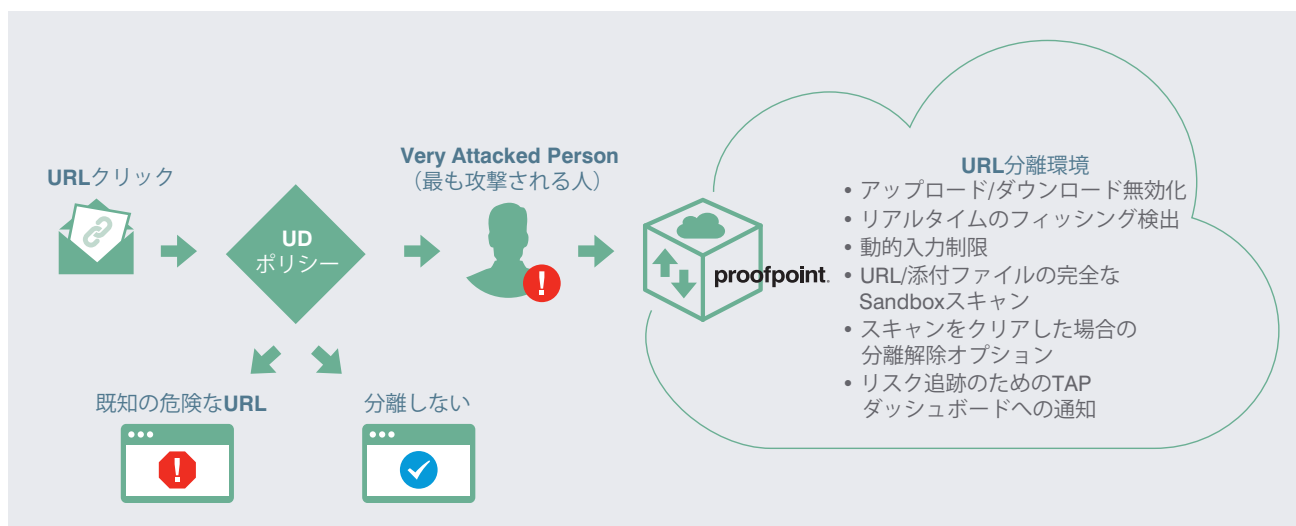 URLクリック
UD
ポリシー
Very Attacked Person
（最も攻撃される人）
既知の危険なURL
分離しない
proofpoint.
URL分離環境
• アップロード/ダウンロード無効化
• リアルタイムのフィッシング検出
• 動的入力制限
• URL/添付ファイルの完全な
Sandboxスキャン
• スキャンをクリアした場合の
分離解除オプション
• リスク追跡のためのTAP
ダッシュボードへの通知